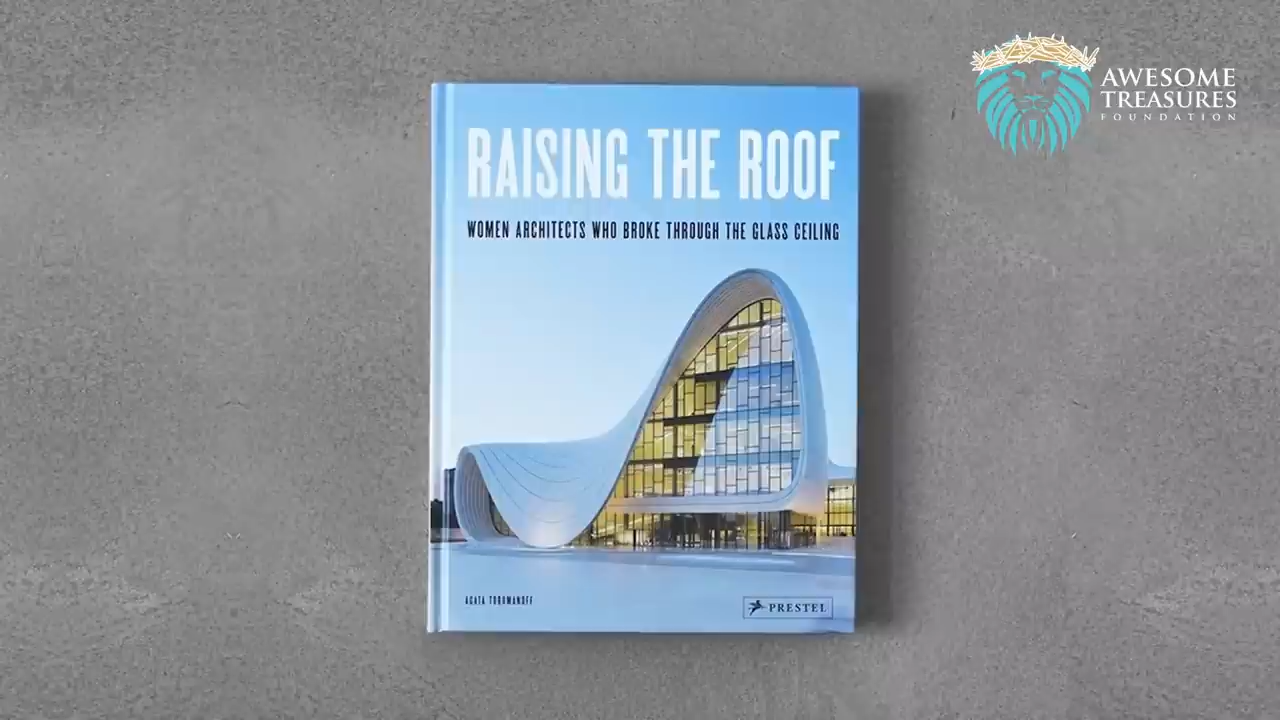 AWESOME
TREASURES
FOUNDATION
RAISING THE ROOF
WOMEN ARCHITECTS WHO BROKE THROUGH THE GLASS CEILING
AGATA TOROMANOFF
PRESTEL